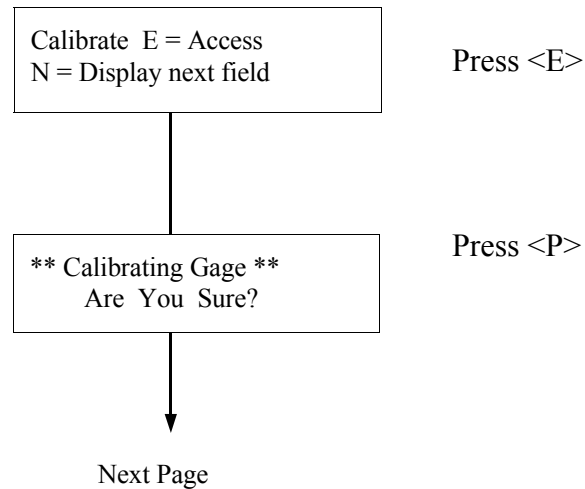 Calibrate E = Access
N = Display next field
Press <E>
** Calibrating Gage **
Are You Sure?
Press <P>
Next Page